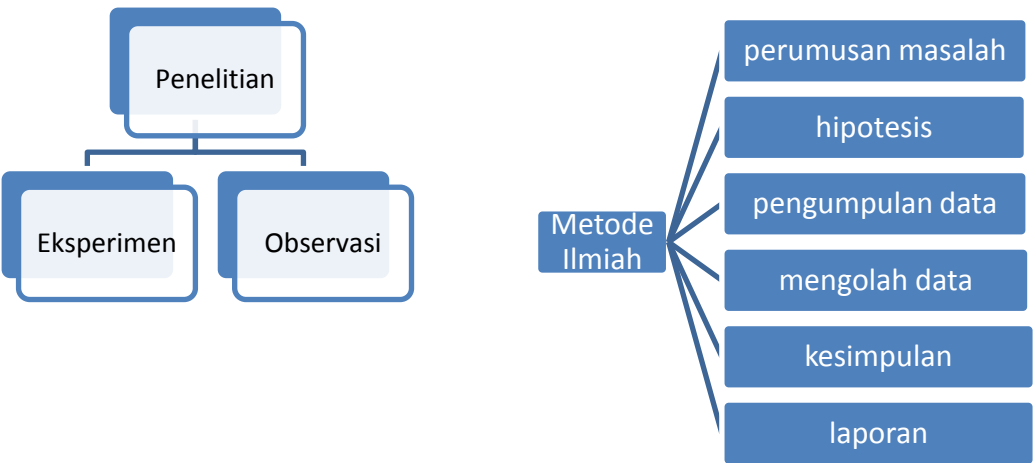 Penelitian
Eksperimen
Observasi
Metode
Ilmiah
perumusan masalah
hipotesis
pengumpulan data
mengolah data
kesimpulan
laporan